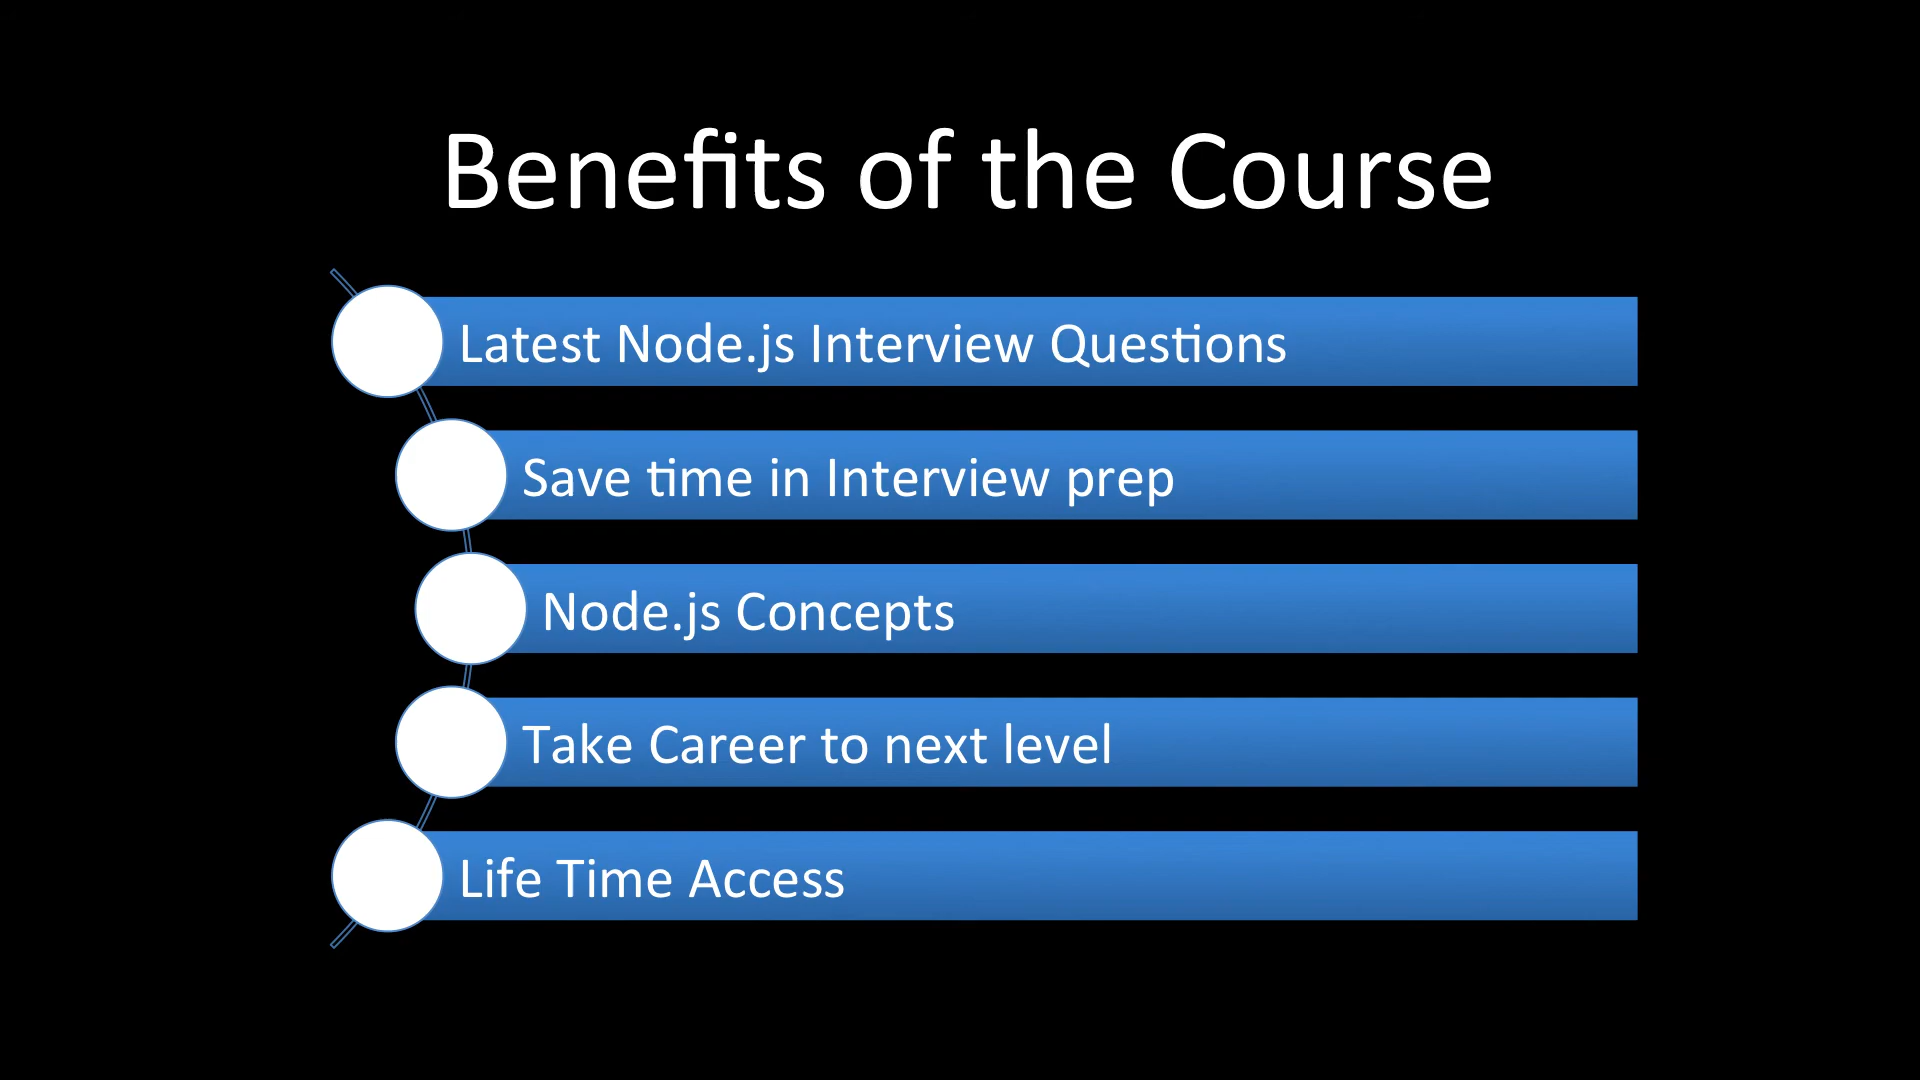 Benefits of the Course
Latest Node.js Interview Questions
Save time in Interview prep
Node.js Concepts
Take Career to next level
Life Time Access